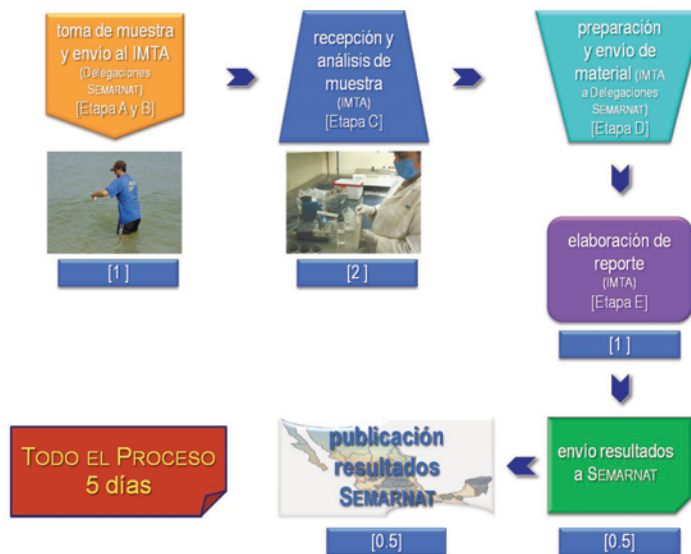 toma de muestra
y envío al IMTA
(Delegaciones
SEMARNAT)
[Etapa A y B]
[1 ]
recepción y
análisis de
muestra
(IMTA)
[Etapa C]
[2 ]
preparación
y envío de
material (IMTA
a Delegaciones
SEMARNAT)
[Etapa D]
elaboración de
reporte
(IMTA)
[Etapa E]
[1 ]
envío resultados
a SEMARNAT
[0.5]
publicación
resultados
SEMARNAT
[0.5]
TODO EL PROCESO
5 días